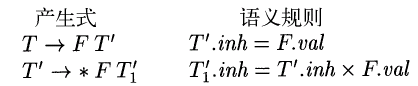 产生式 语义规则
T → F T′ T′.inh = F.val
T′ → * F T′₁ T′₁.inh = T′.inh × F.val